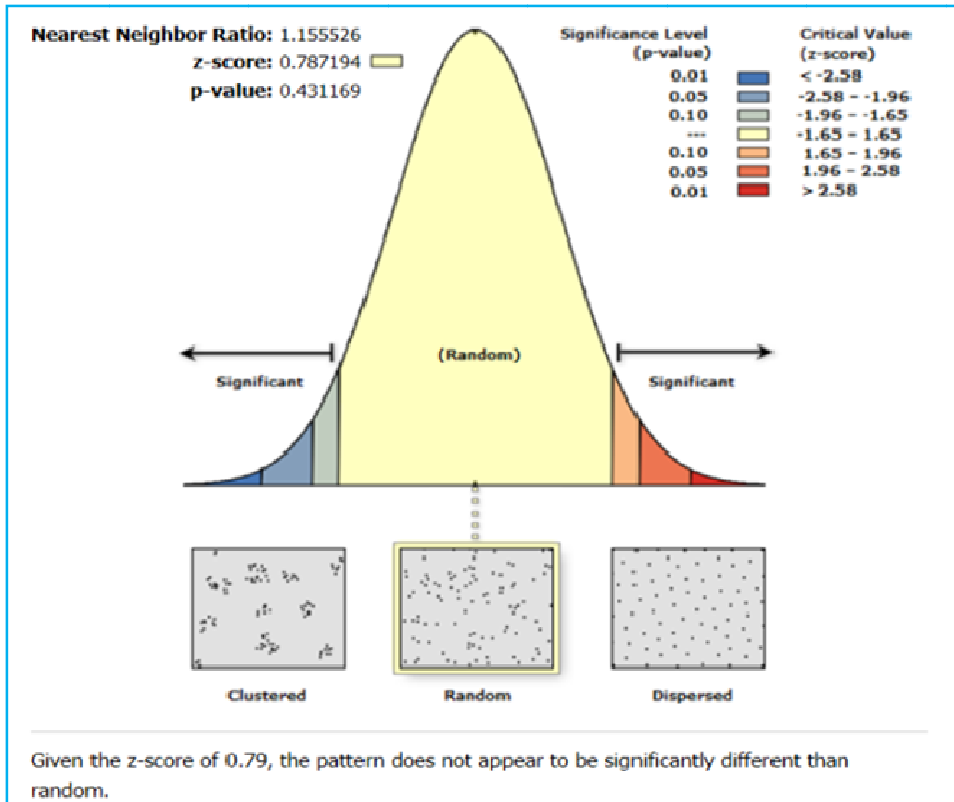 Nearest Neighbor Ratio: 1.155526
z-score: 0.787194
p-value: 0.431169
Significance Level
(p-value)
Critical Value
(z-score)
0.01 < -2.58
0.05 -2.58 - -1.96
0.10 -1.96 - -1.65
--- -1.65 - 1.65
0.10 1.65 - 1.96
0.05 1.96 - 2.58
0.01 > 2.58
(Random)
Significant
Significant
Clustered
Random
Dispersed
Given the z-score of 0.79, the pattern does not appear to be significantly different than
random.